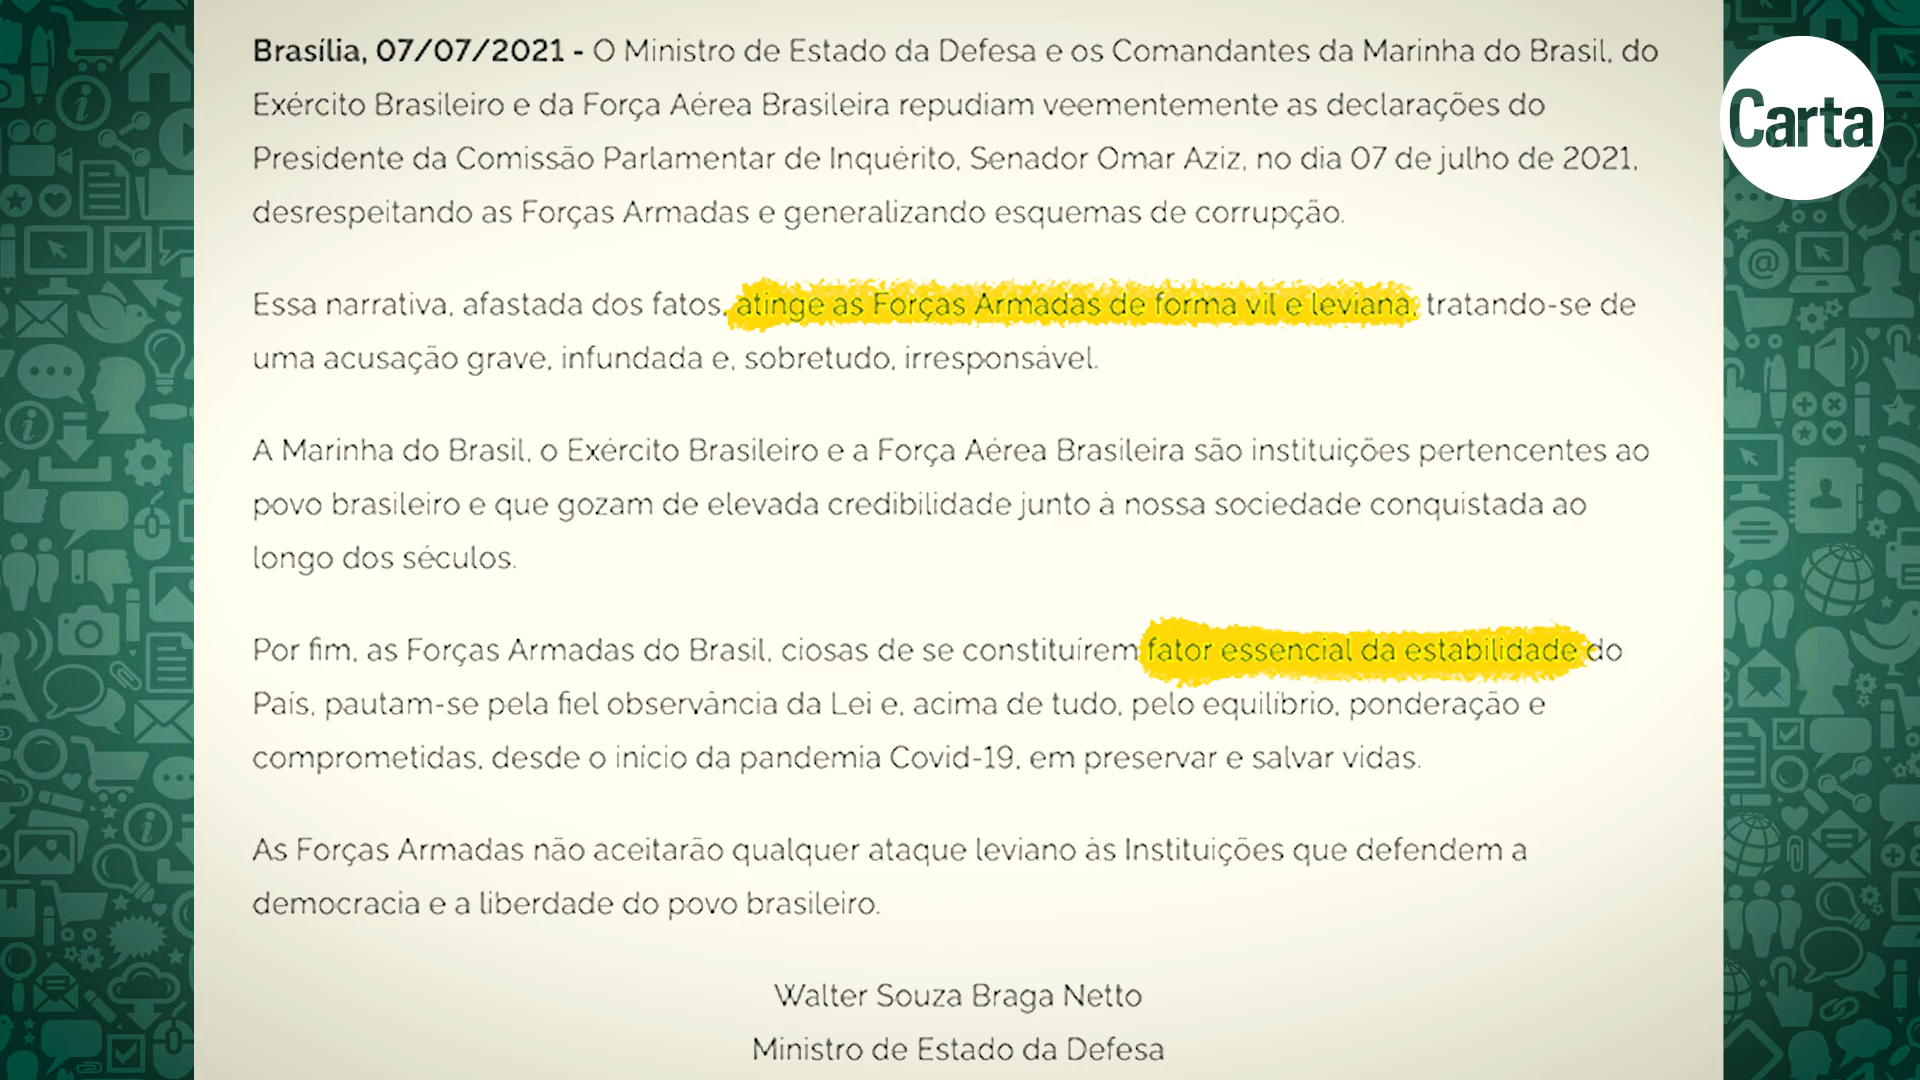 Brasília, 07/07/2021 - O Ministro de Estado da Defesa e os Comandantes da Marinha do Brasil, do
Exército Brasileiro e da Força Aérea Brasileira repudiam veementemente as declarações do
Presidente da Comissão Parlamentar de Inquérito, Senador Omar Aziz, no dia 07 de julho de 2021,
desrespeitando as Forças Armadas e generalizando esquemas de corrupção.
Essa narrativa, afastada dos fatos, atinge as Forças Armadas de forma vil e leviana, tratando-se de
uma acusação grave, infundada e, sobretudo, irresponsável.
A Marinha do Brasil, o Exército Brasileiro e a Força Aérea Brasileira são instituições pertencentes ao
povo brasileiro e que gozam de elevada credibilidade junto à nossa sociedade conquistada ao
longo dos séculos.
Por fim, as Forças Armadas do Brasil, ciosas de se constituírem fator essencial da estabilidade do
País, pautam-se pela fiel observância da Lei e, acima de tudo, pelo equilíbrio, ponderação e
comprometidas, desde o início da pandemia Covid-19, em preservar e salvar vidas.
As Forças Armadas não aceitarão qualquer ataque leviano às Instituições que defendem a
democracia e a liberdade do povo brasileiro.
Walter Souza Braga Netto
Ministro de Estado da Defesa
Carta